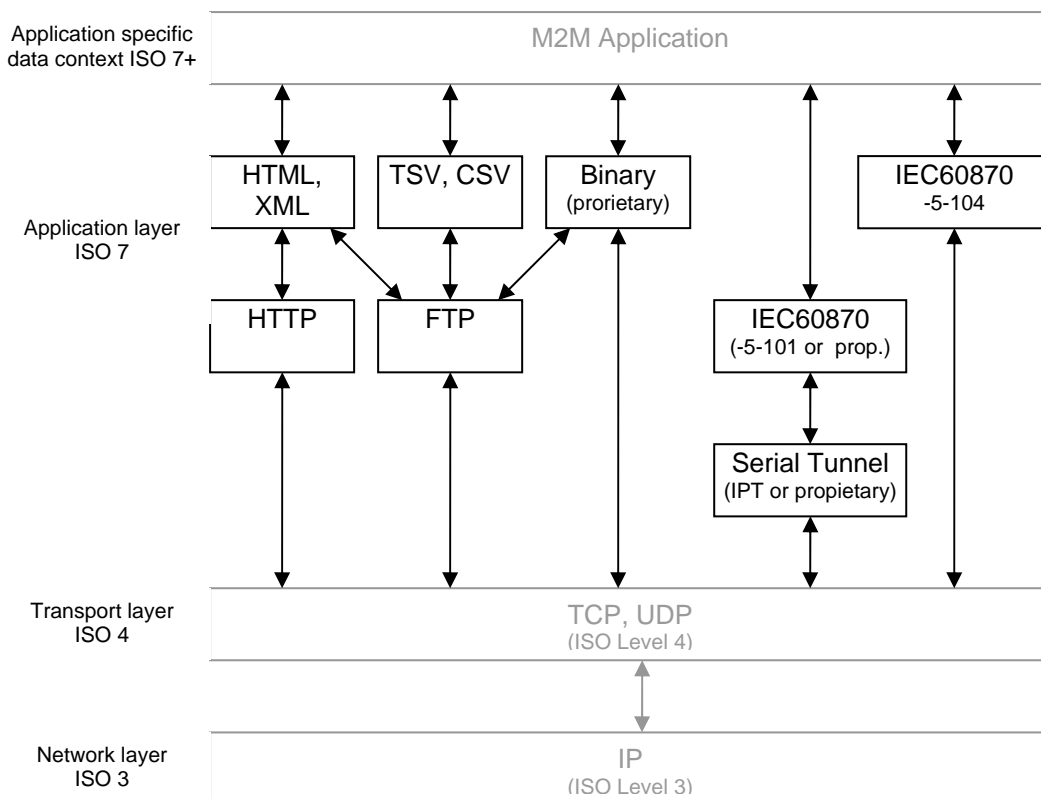 Application specific
data context ISO 7+
M2M Application
HTML,
XML
TSV, CSV
Binary
(prorietary)
IEC60870
-5-104
Application layer
ISO 7
HTTP
FTP
IEC60870
(-5-101 or prop.)
Serial Tunnel
(IPT or propietary)
Transport layer
ISO 4
TCP, UDP
(ISO Level 4)
Network layer
ISO 3
IP
(ISO Level 3)